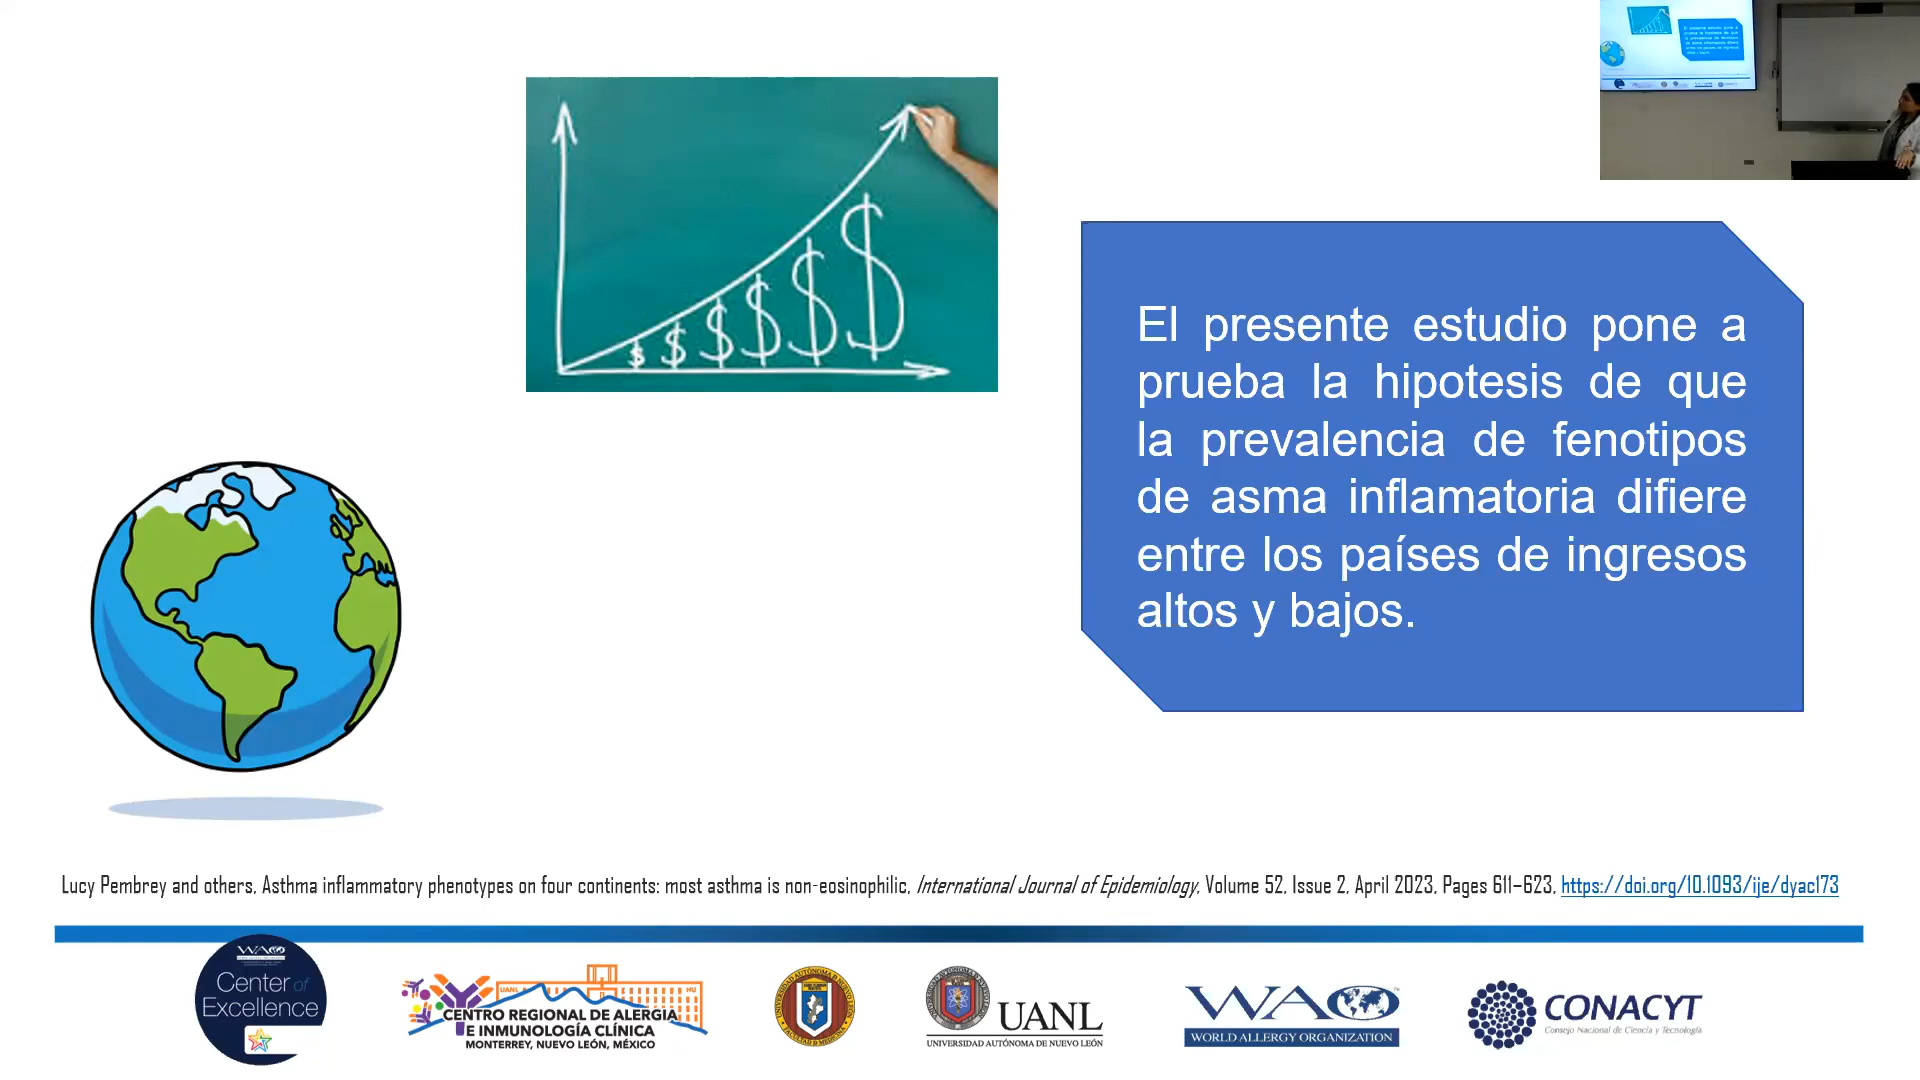 El presente estudio pone a
prueba la hipotesis de que
la prevalencia de fenotipos
de asma inflamatoria difiere
entre los países de ingresos
altos y bajos.
$ $ $ $ $ $
Lucy Pembrey and others, Asthma inflammatory phenotypes on four continents: most asthma is non-eosinophilic, International Journal of Epidemiology, Volume 52, Issue 2, April 2023, Pages 611–623, https://doi.org/10.1093/ije/dyac173
WAO
Center of
Excellence
UANL
HU
CENTRO REGIONAL DE ALERGIA
E INMUNOLOGÍA CLÍNICA
MONTERREY, NUEVO LEÓN, MÉXICO
UANL
UNIVERSIDAD AUTÓNOMA DE NUEVO LEÓN
WAO
WORLD ALLERGY ORGANIZATION
CONACYT
Consejo Nacional de Ciencia y Tecnología